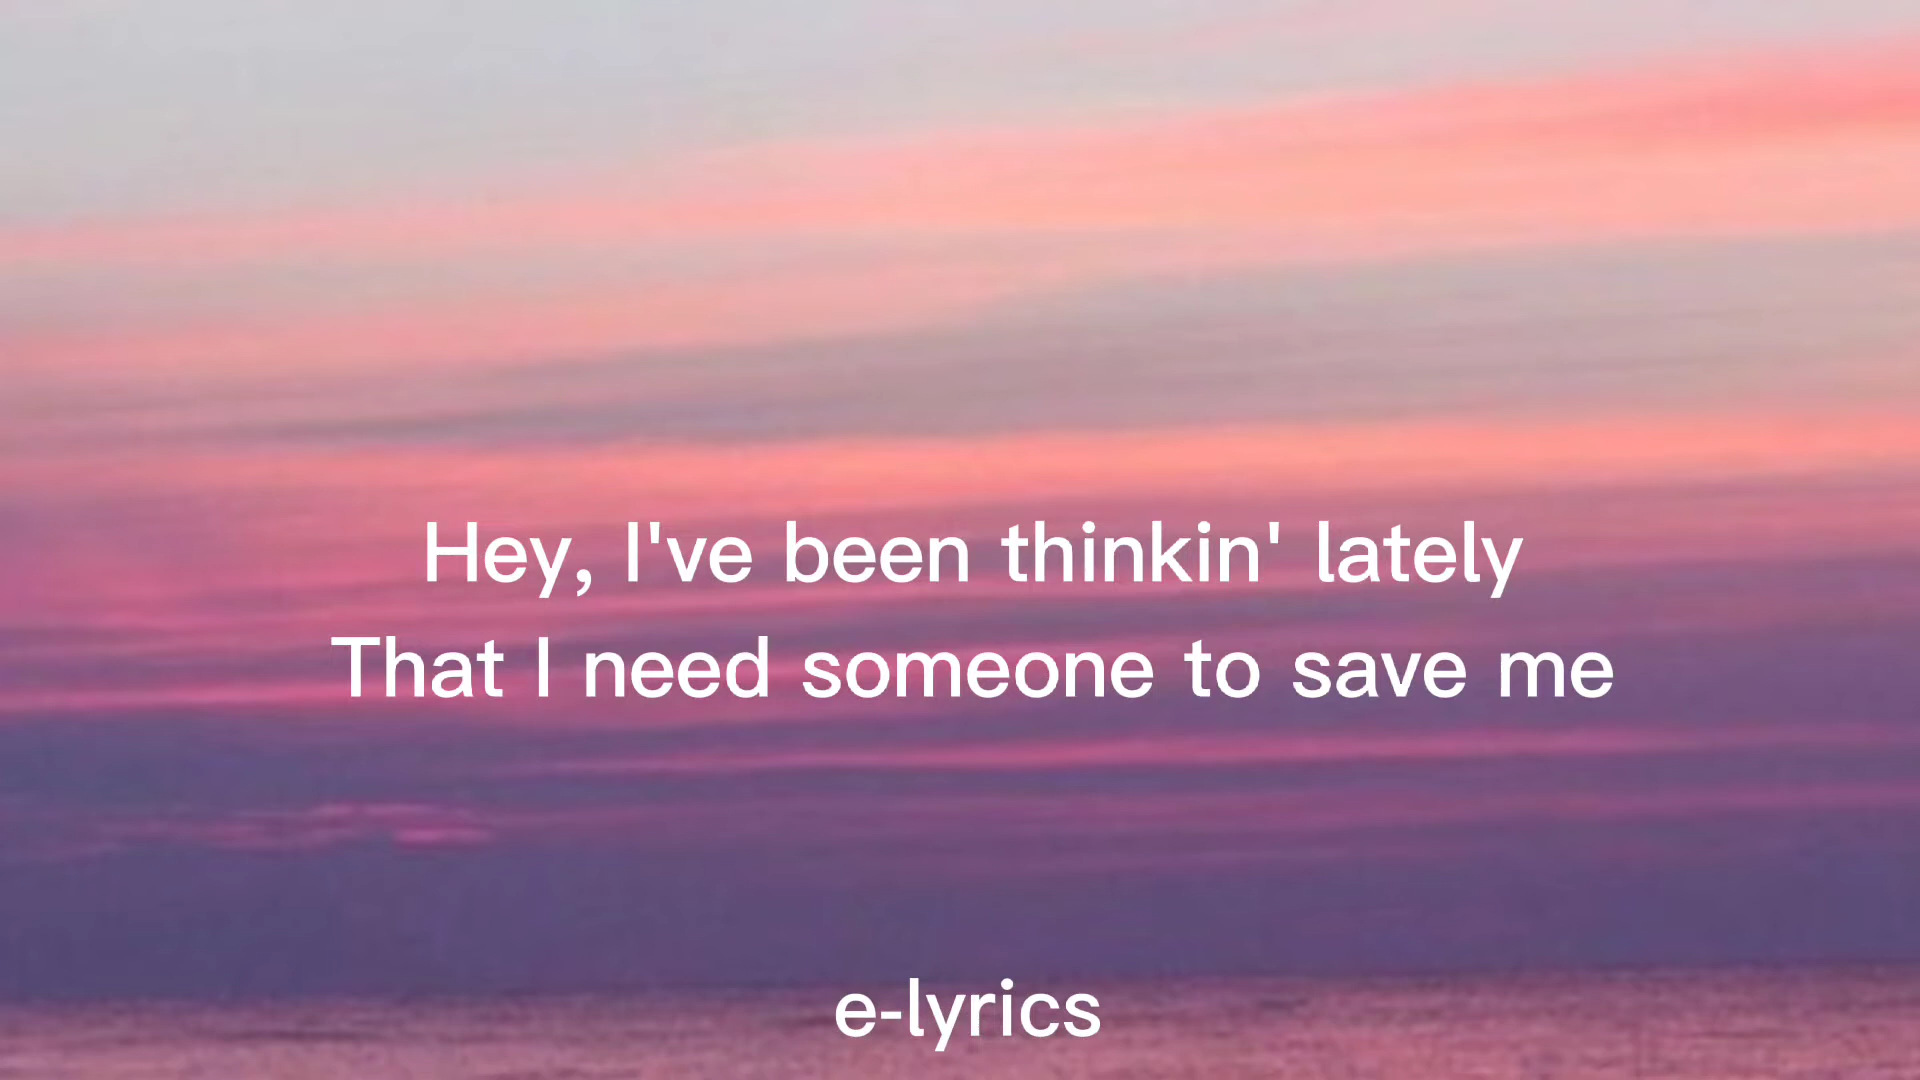 Hey, I've been thinkin' lately
That I need someone to save me
e-lyrics